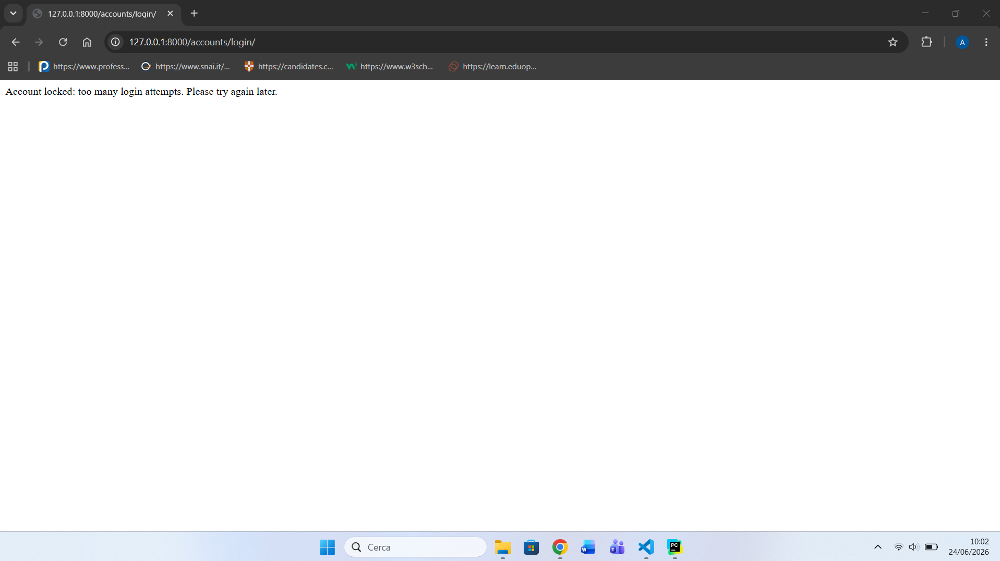 127.0.0.1:8000/accounts/login/
127.0.0.1:8000/accounts/login/
A
https://www.profess...
https://www.snai.it/...
https://candidates.c...
https://www.w3sch...
https://learn.eduop...
Account locked: too many login attempts. Please try again later.
Cerca
10:02
24/06/2026